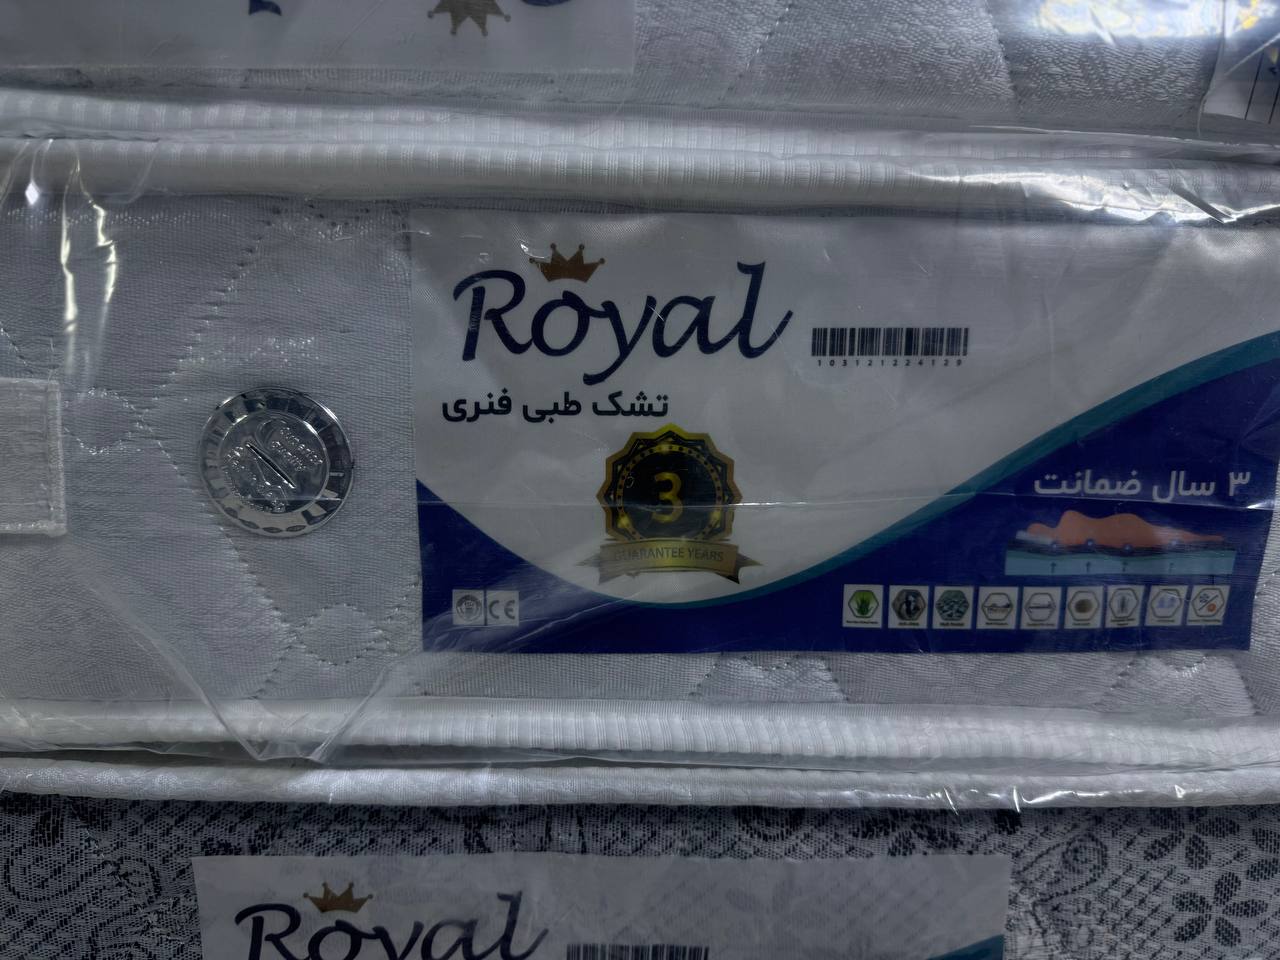 Royal
103121224129
تشک طبی فنری
3
GUARANTEE YEARS
۳ سال ضمانت
CE
Royal